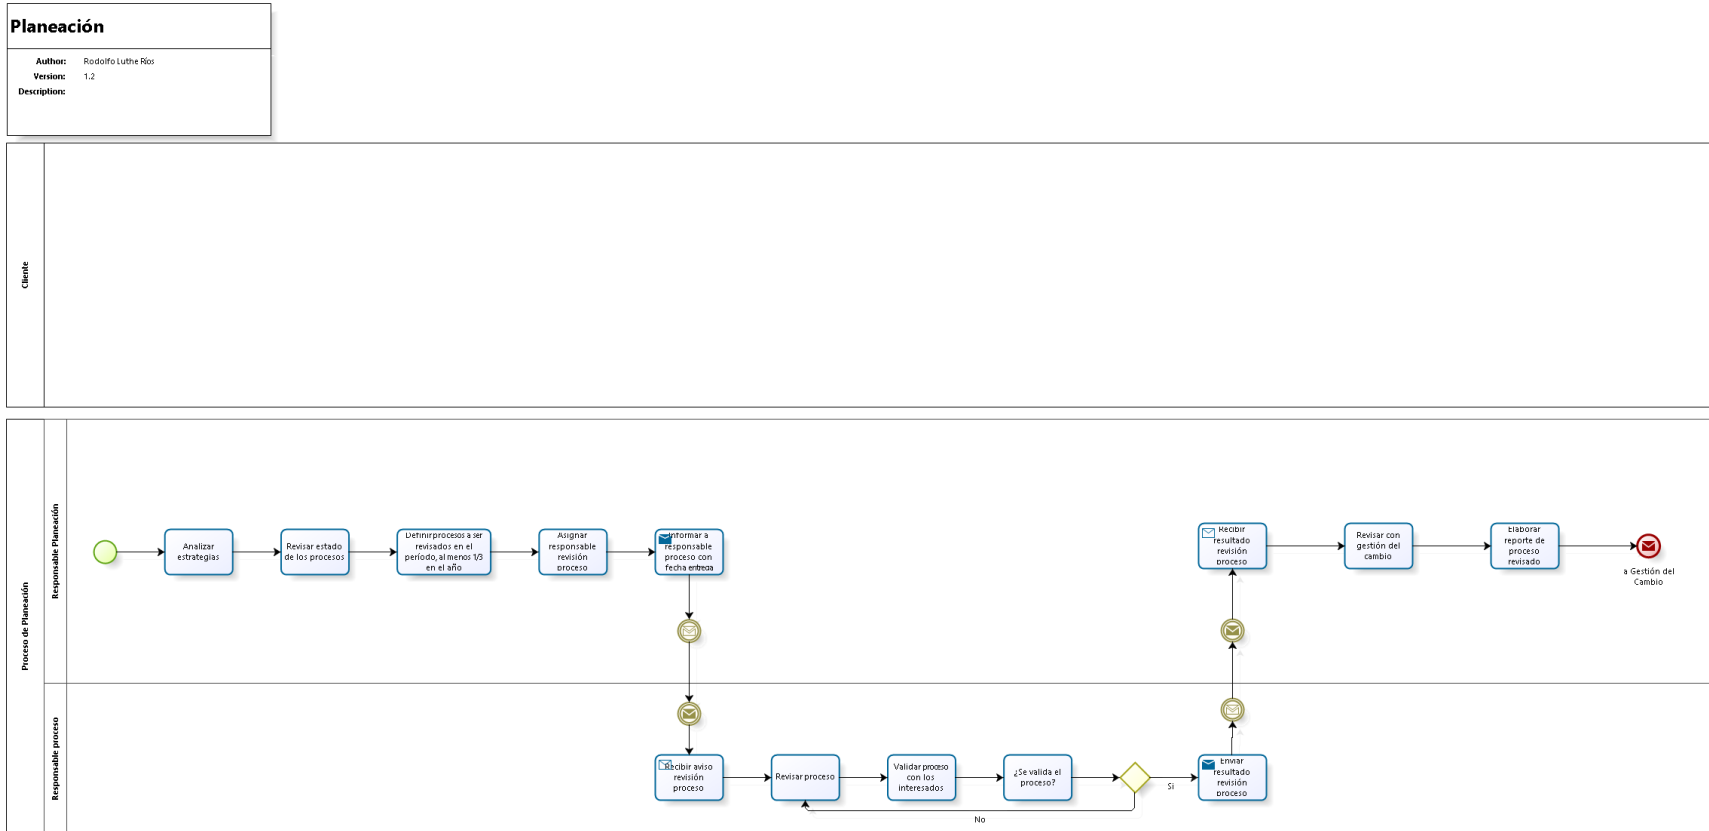 Planeación
Author: Rodolfo Luthe Ríos
Version: 1.2
Description:
Cliente
Proceso de Planeación
Responsable Planeación
Analizar
estrategias
Revisar estado
de los procesos
Definir procesos a ser
revisados en el
período, al menos 1/3
en el año
Asignar
responsable
revisión
proceso
Informar a
responsable
proceso con
fecha entrega
Recibir
resultado
revisión
proceso
Revisar con
gestión del
cambio
Elaborar
reporte de
proceso
revisado
a Gestión del
Cambio
Responsable proceso
Recibir aviso
revisión
proceso
Revisar proceso
Validar proceso
con los
interesados
¿Se valida el
proceso?
Si
No
Enviar
resultado
revisión
proceso